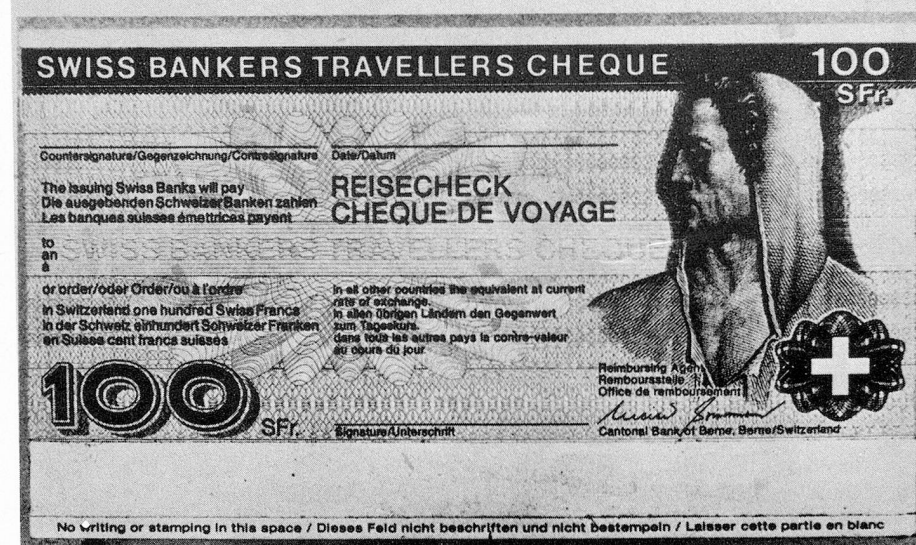 SWISS BANKERS TRAVELLERS CHEQUE 100
SFr.
Countersignature/Gegenzeichnung/Contresignature Date/Datum
The issuing Swiss Banks will pay
Die ausgebenden Schweizer Banken zahlen
Les banques suisses émettrices payent
REISECHECK
CHEQUE DE VOYAGE
to
an
à
SWISS BANKERS TRAVELLERS CHEQUE
or order/oder Order/ou à l'ordre
in Switzerland one hundred Swiss Francs
in der Schweiz einhundert Schweizer Franken
en Suisse cent francs suisses
in all other countries the equivalent at current
rate of exchange.
in allen übrigen Ländern den Gegenwert
zum Tageskurs.
dans tous les autres pays la contre-valeur
au cours du jour
100 SFr.
Signature/Unterschrift
Reimbursing Agent
Remboursstelle
Office de remboursement
Cantonal Bank of Berne, Berne/Switzerland
No writing or stamping in this space / Dieses Feld nicht beschriften und nicht bestempeln / Laisser cette partie en blanc